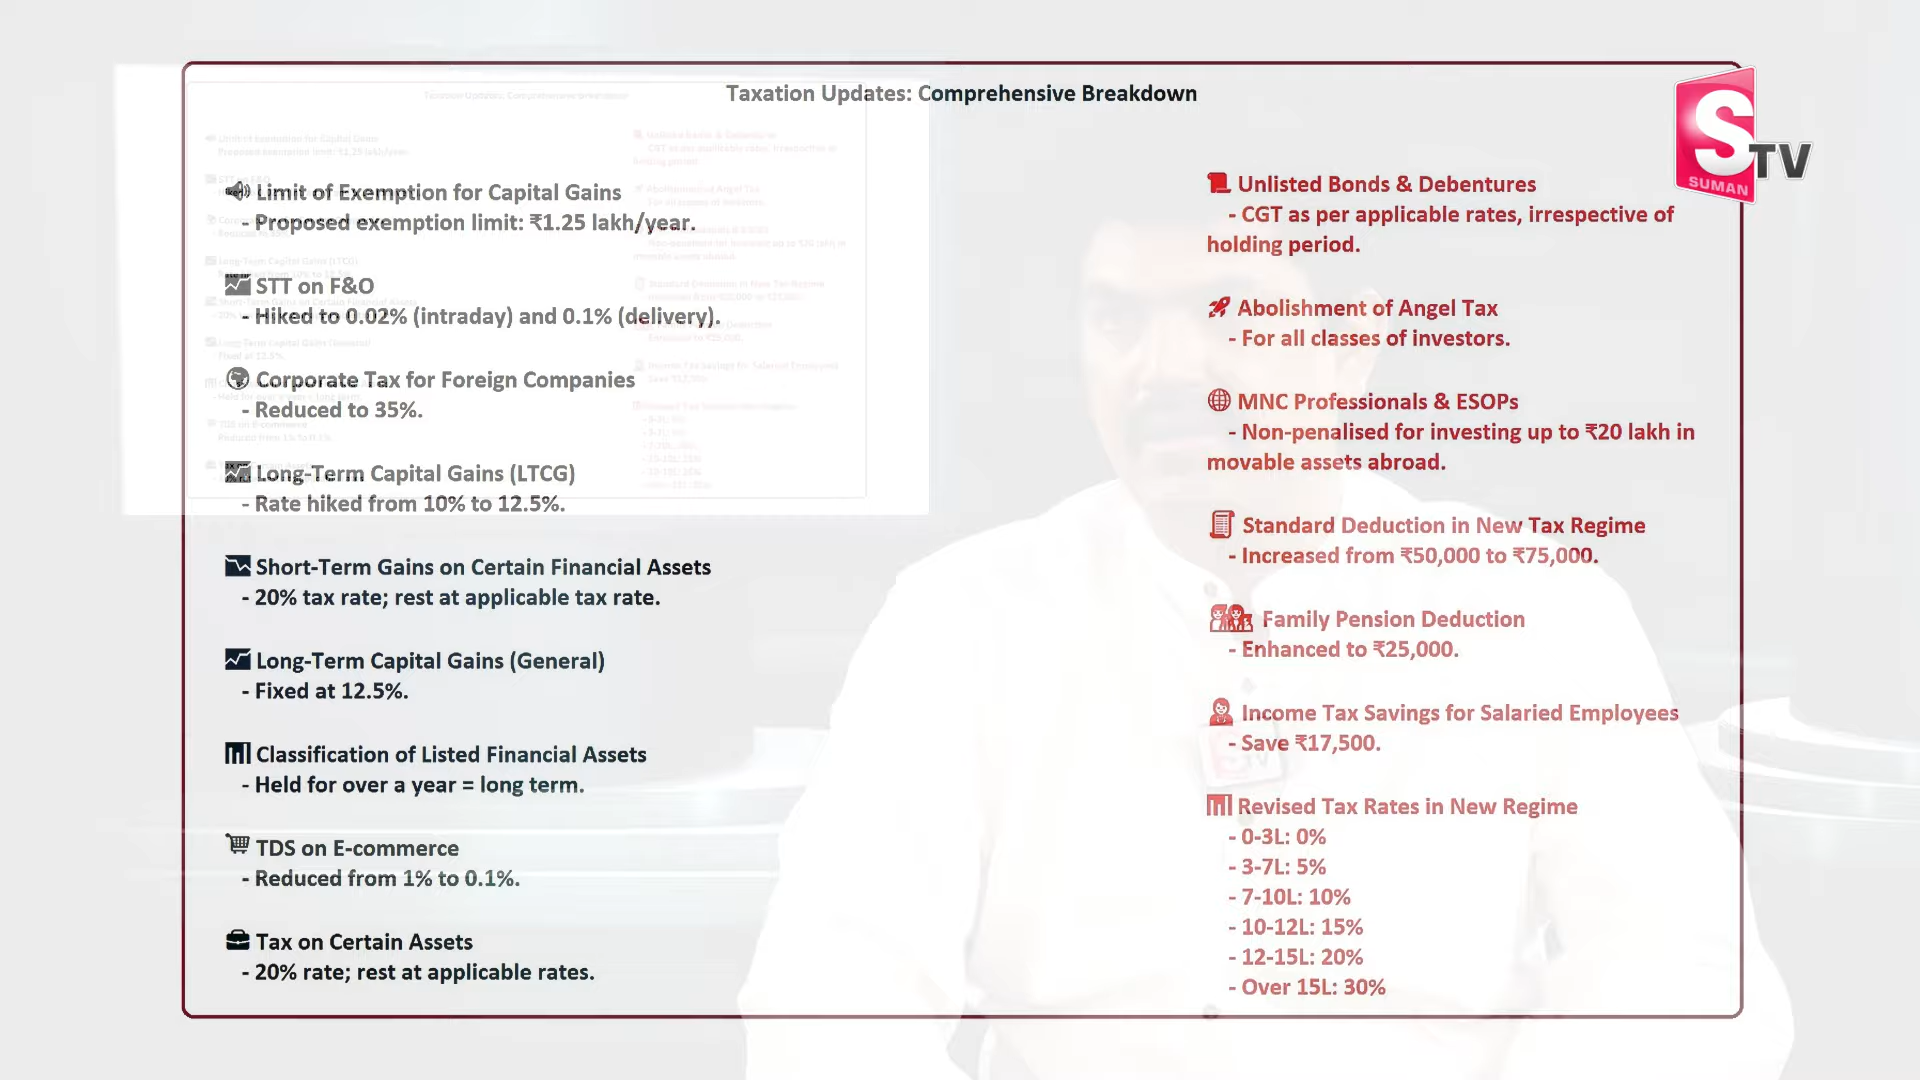 Taxation Updates: Comprehensive Breakdown
Limit of Exemption for Capital Gains
- Proposed exemption limit: ₹1.25 lakh/year.
STT on F&O
- Hiked to 0.02% (intraday) and 0.1% (delivery).
Corporate Tax for Foreign Companies
- Reduced to 35%.
Long-Term Capital Gains (LTCG)
- Rate hiked from 10% to 12.5%.
Short-Term Gains on Certain Financial Assets
- 20% tax rate; rest at applicable tax rate.
Long-Term Capital Gains (General)
- Fixed at 12.5%.
Classification of Listed Financial Assets
- Held for over a year = long term.
TDS on E-commerce
- Reduced from 1% to 0.1%.
Tax on Certain Assets
- 20% rate; rest at applicable rates.
Unlisted Bonds & Debentures
- CGT as per applicable rates, irrespective of
holding period.
Abolishment of Angel Tax
- For all classes of investors.
MNC Professionals & ESOPs
- Non-penalised for investing up to ₹20 lakh in
movable assets abroad.
Standard Deduction in New Tax Regime
- Increased from ₹50,000 to ₹75,000.
Family Pension Deduction
- Enhanced to ₹25,000.
Income Tax Savings for Salaried Employees
- Save ₹17,500.
Revised Tax Rates in New Regime
- 0-3L: 0%
- 3-7L: 5%
- 7-10L: 10%
- 10-12L: 15%
- 12-15L: 20%
- Over 15L: 30%
S TV
SUMAN